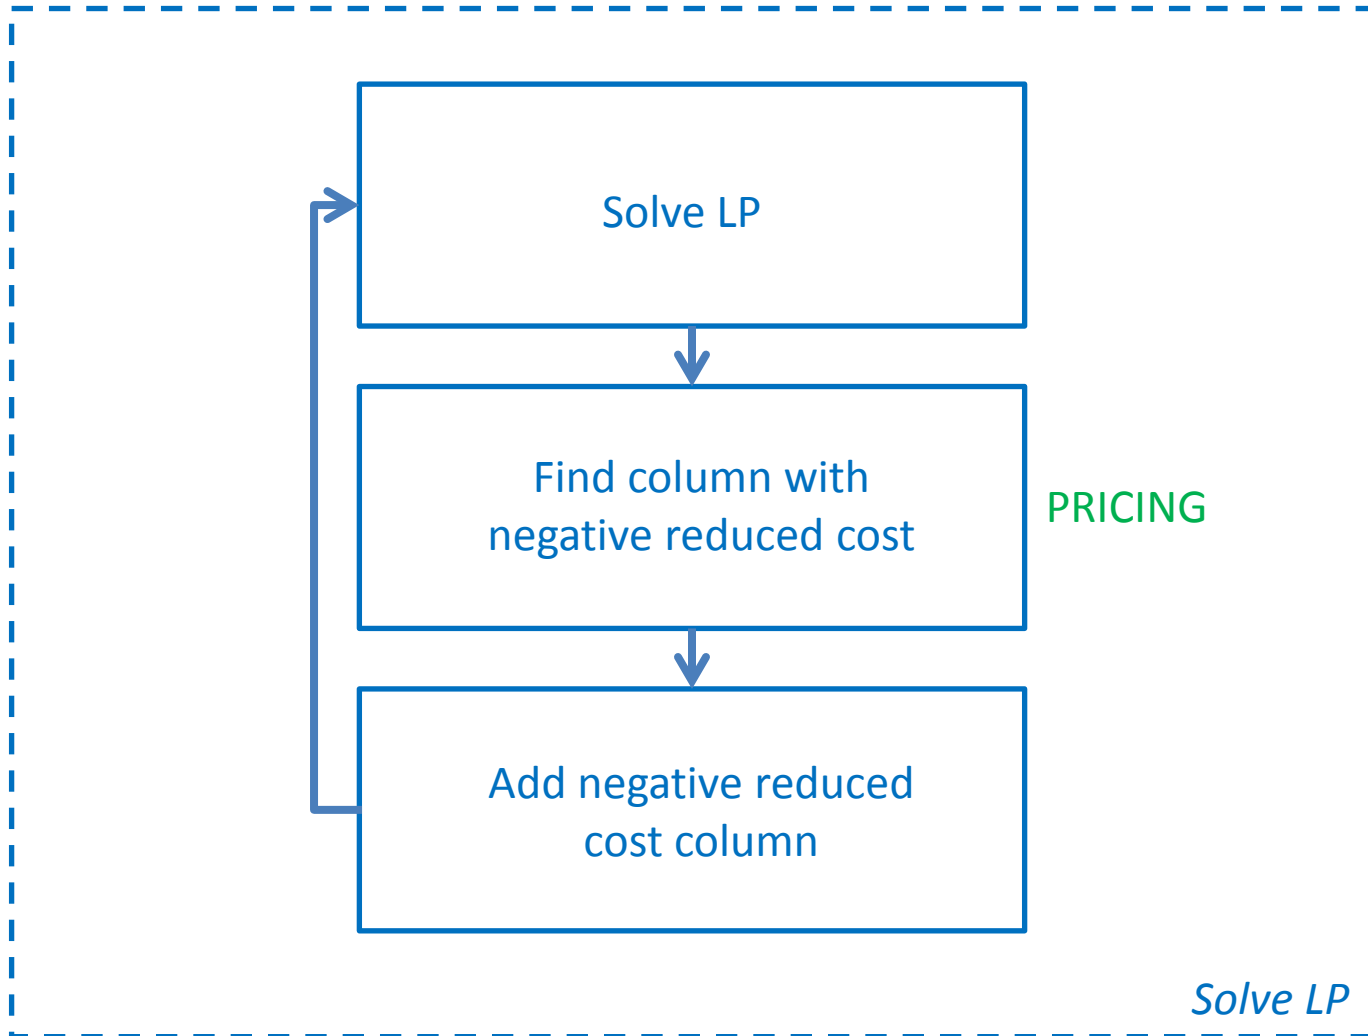 Solve LP
Find column with
negative reduced cost
PRICING
Add negative reduced
cost column
Solve LP